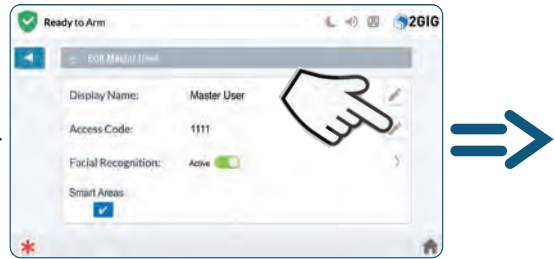 Ready to Arm
2GIG
Edit Master User
Display Name: Master User
Access Code: 1111
Facial Recognition: Active
Smart Areas